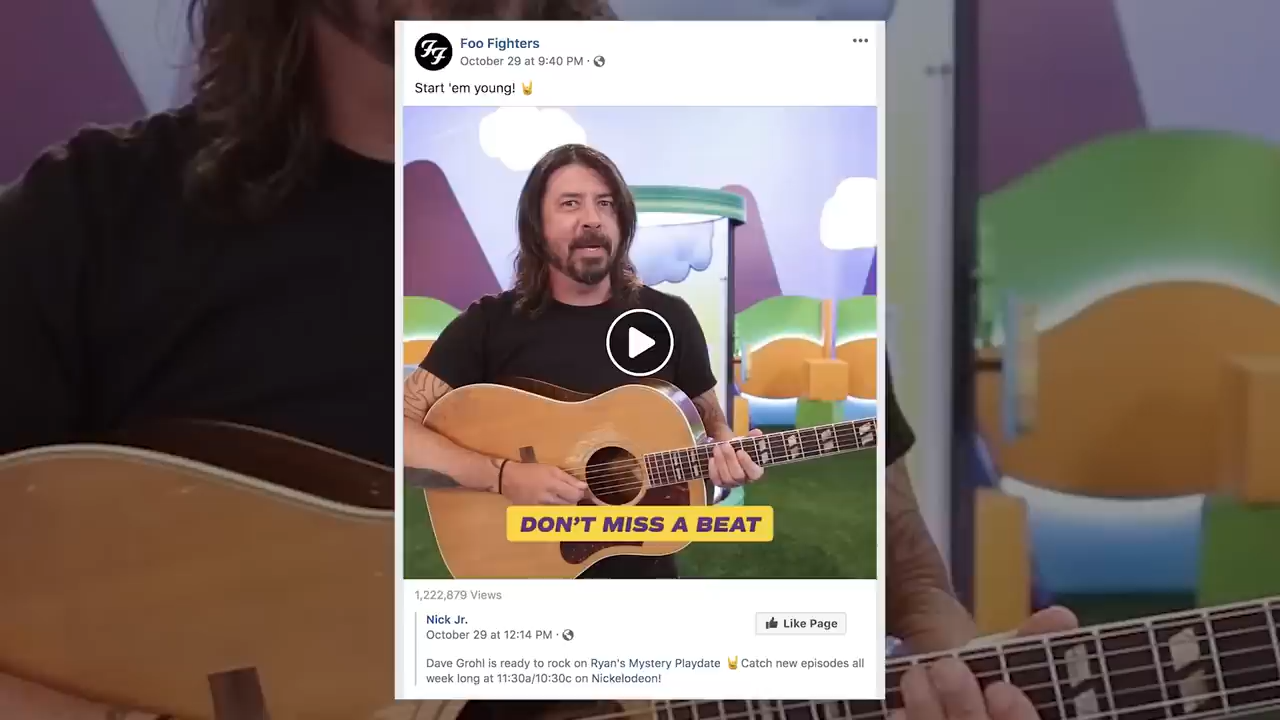 Foo Fighters
October 29 at 9:40 PM ·
Start 'em young! 🤘
DON'T MISS A BEAT
1,222,879 Views
Nick Jr.
October 29 at 12:14 PM ·
Like Page
Dave Grohl is ready to rock on Ryan's Mystery Playdate 🤘Catch new episodes all
week long at 11:30a/10:30c on Nickelodeon!